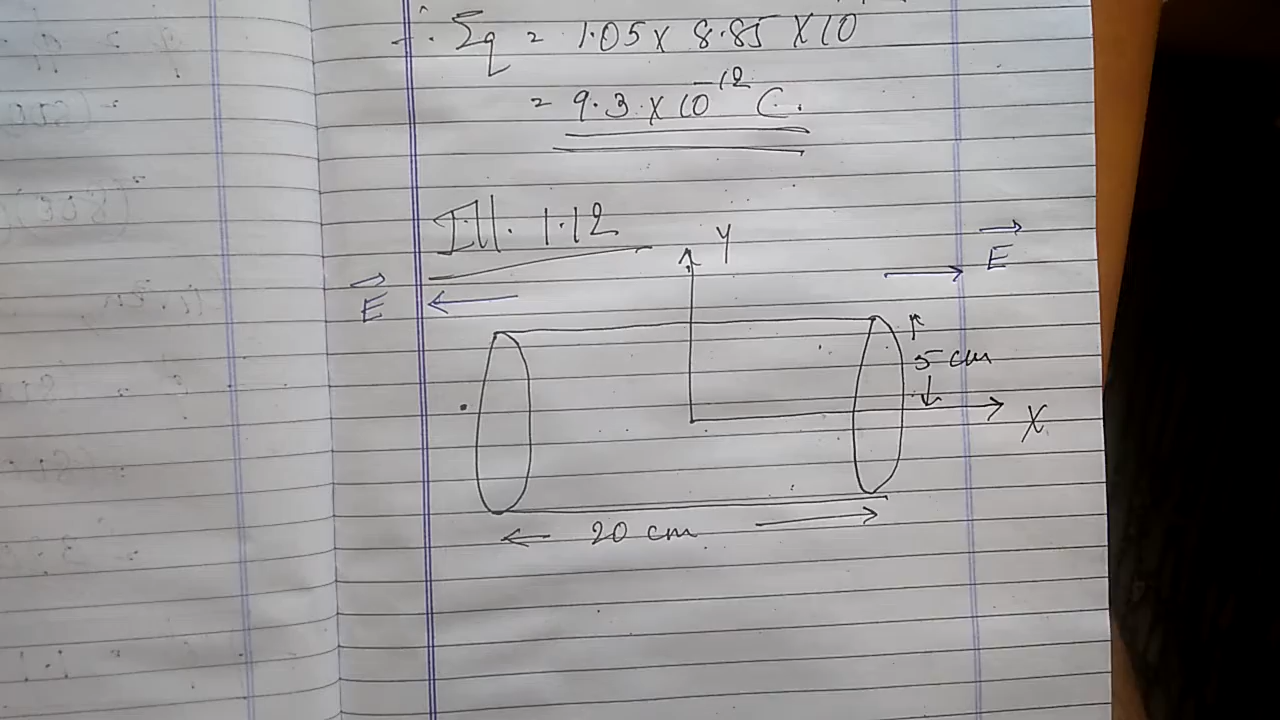 ∴ Σq = 1.05 x 8.85 x 10
= 9.3 x 10⁻¹² C.
Ill. 1.12
Y
E
E
5 cm
X
20 cm